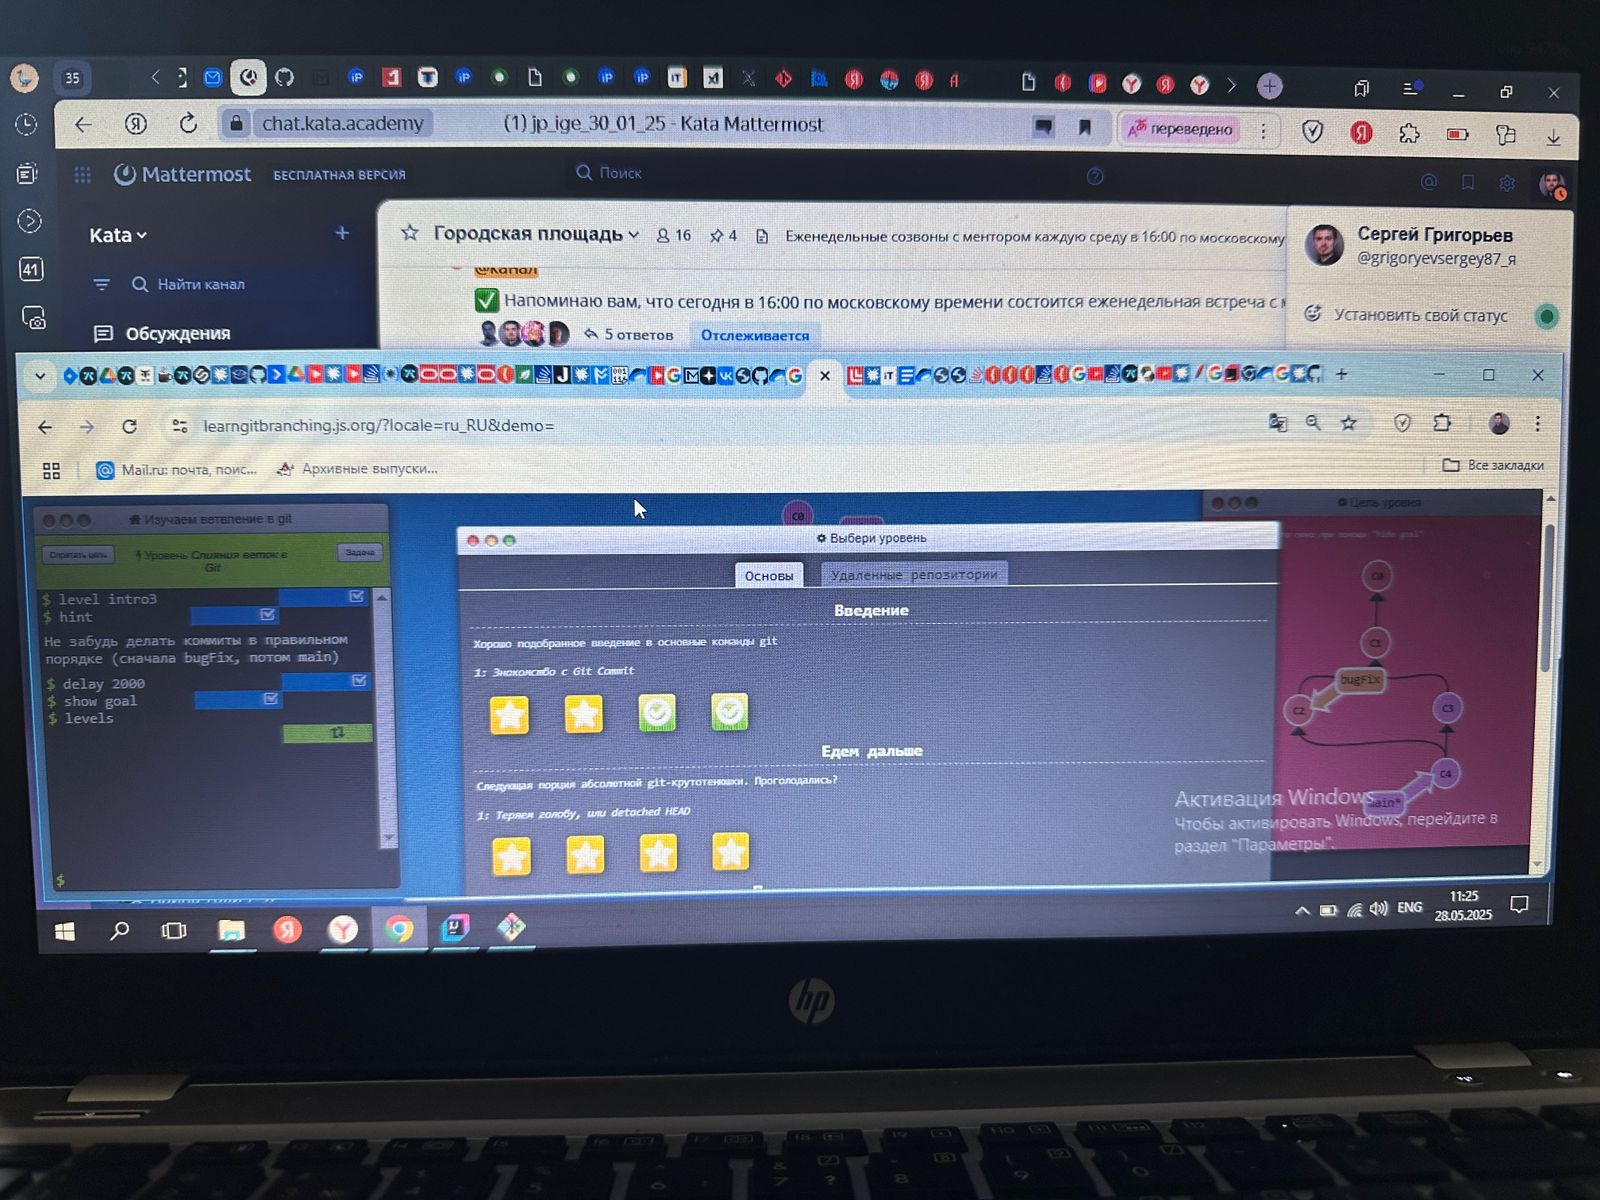 35
chat.kata.academy
(1) jp_ige_30_01_25 - Kata Mattermost
переведено
Mattermost
БЕСПЛАТНАЯ ВЕРСИЯ
Поиск
Kata
Городская площадь
16
4
Еженедельные созвоны с ментором каждую среду в 16:00 по московскому
Сергей Григорьев
@grigoryevsergey87_я
41
Найти канал
@канал
Напоминаю вам, что сегодня в 16:00 по московскому времени состоится еженедельная встреча с
Установить свой статус
Обсуждения
5 ответов
Отслеживается
learngitbranching.js.org/?locale=ru_RU&demo=
Mail.ru: почта, поис...
Архивные выпуски...
Все закладки
Изучаем ветвление в git
Спрятать цель
Уровень Слияния веток в
Git
Задача
$ level intro3
$ hint
Не забудь делать коммиты в правильном
порядке (сначала bugFix, потом main)
$ delay 2000
$ show goal
$ levels
$
C0
Выбери уровень
Основы
Удаленные репозитории
Введение
Хорошо подобранное введение в основные команды git
1: Знакомство с Git Commit
Едем дальше
Следующая порция абсолютной git-крутотенюшки. Проголодались?
1: Теряем голову, или detached HEAD
Цель уровня
C0
C1
bugFix
C2
C3
C4
main*
Активация Windows
Чтобы активировать Windows, перейдите в
раздел "Параметры".
ENG
11:25
28.05.2025
hp